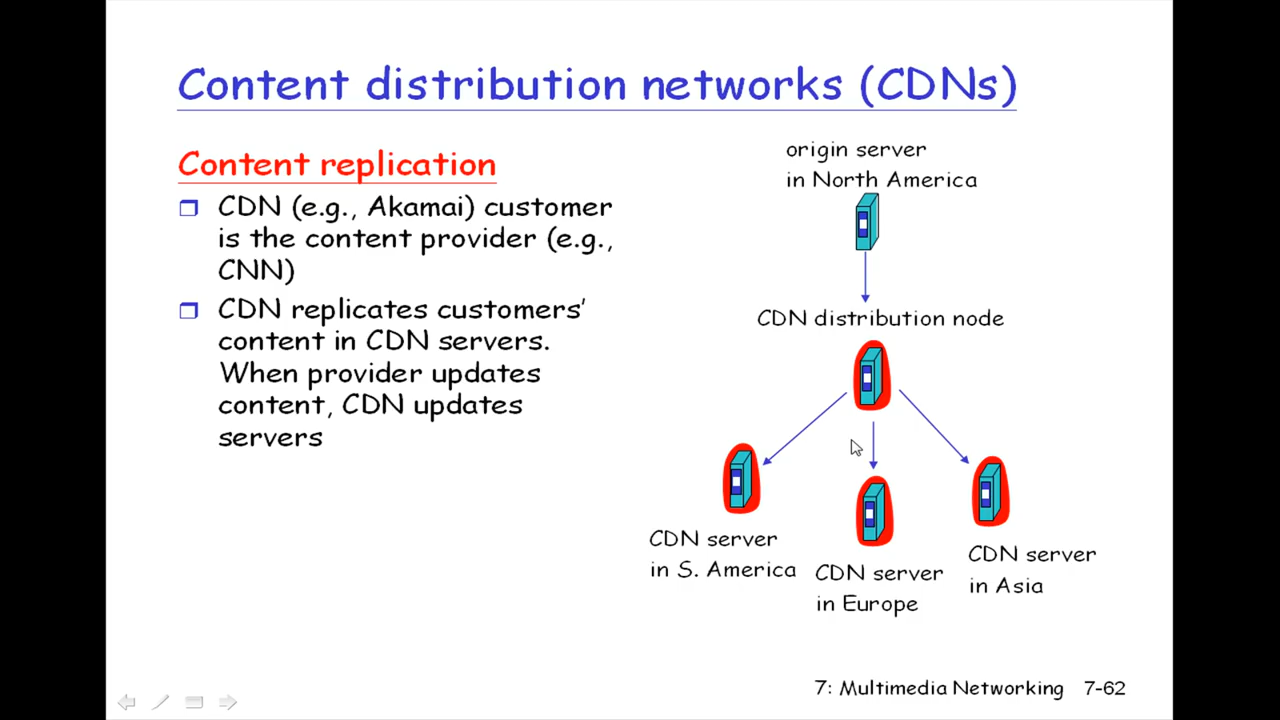 Content distribution networks (CDNs)
Content replication
CDN (e.g., Akamai) customer
is the content provider (e.g.,
CNN)
CDN replicates customers’
content in CDN servers.
When provider updates
content, CDN updates
servers
origin server
in North America
CDN distribution node
CDN server
in S. America
CDN server
in Europe
CDN server
in Asia
7: Multimedia Networking 7-62